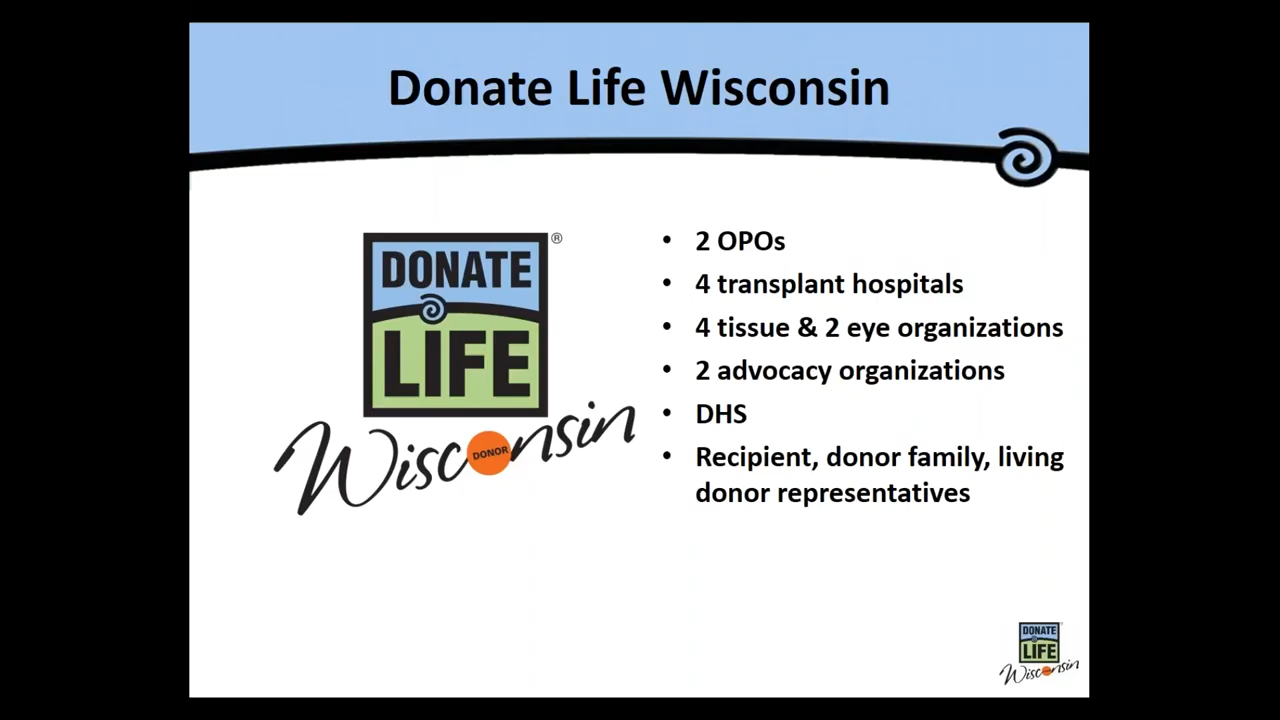 Donate Life Wisconsin
DONATE
LIFE
®
Wisconsin
DONOR
• 2 OPOs
• 4 transplant hospitals
• 4 tissue & 2 eye organizations
• 2 advocacy organizations
• DHS
• Recipient, donor family, living
donor representatives
DONATE
LIFE
Wisconsin